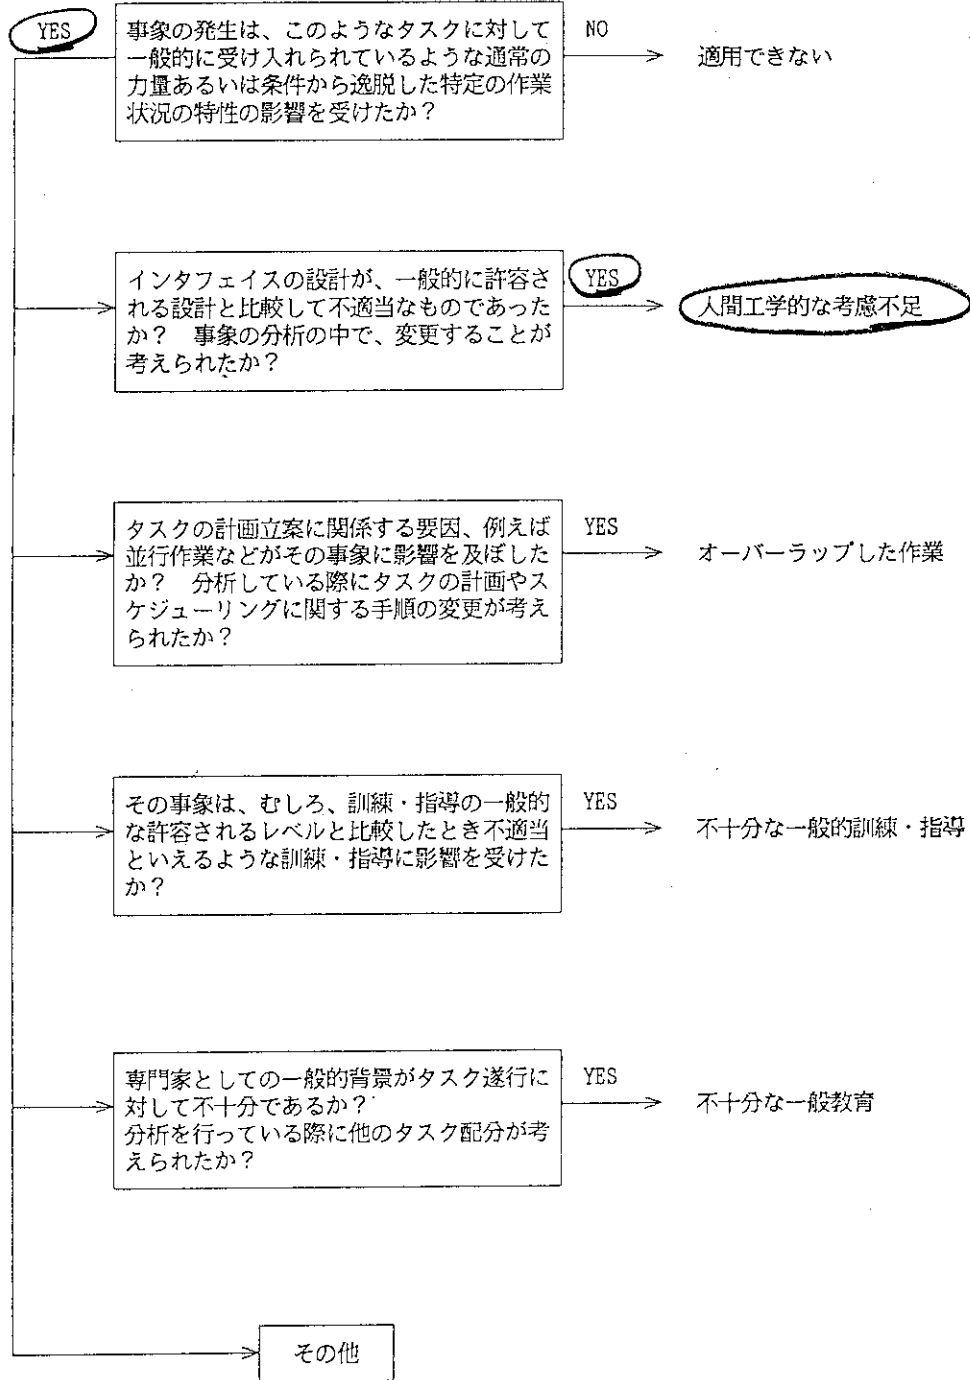 YES
事象の発生は、このようなタスクに対して
一般的に受け入れられているような通常の
力量あるいは条件から逸脱した特定の作業
状況の特性の影響を受けたか？
NO
適用できない
インタフェイスの設計が、一般的に許容さ
れる設計と比較して不適当なものであった
か？　事象の分析の中で、変更することが
考えられたか？
YES
人間工学的な考慮不足
タスクの計画立案に関係する要因、例えば
並行作業などがその事象に影響を及ぼした
か？　分析している際にタスクの計画やス
ケジューリングに関する手順の変更が考え
られたか？
YES
オーバーラップした作業
その事象は、むしろ、訓練・指導の一般的
な許容されるレベルと比較したとき不適当
といえるような訓練・指導に影響を受けた
か？
YES
不十分な一般的訓練・指導
専門家としての一般的背景がタスク遂行に
対して不十分であるか？
分析を行っている際に他のタスク配分が考
えられたか？
YES
不十分な一般教育
その他